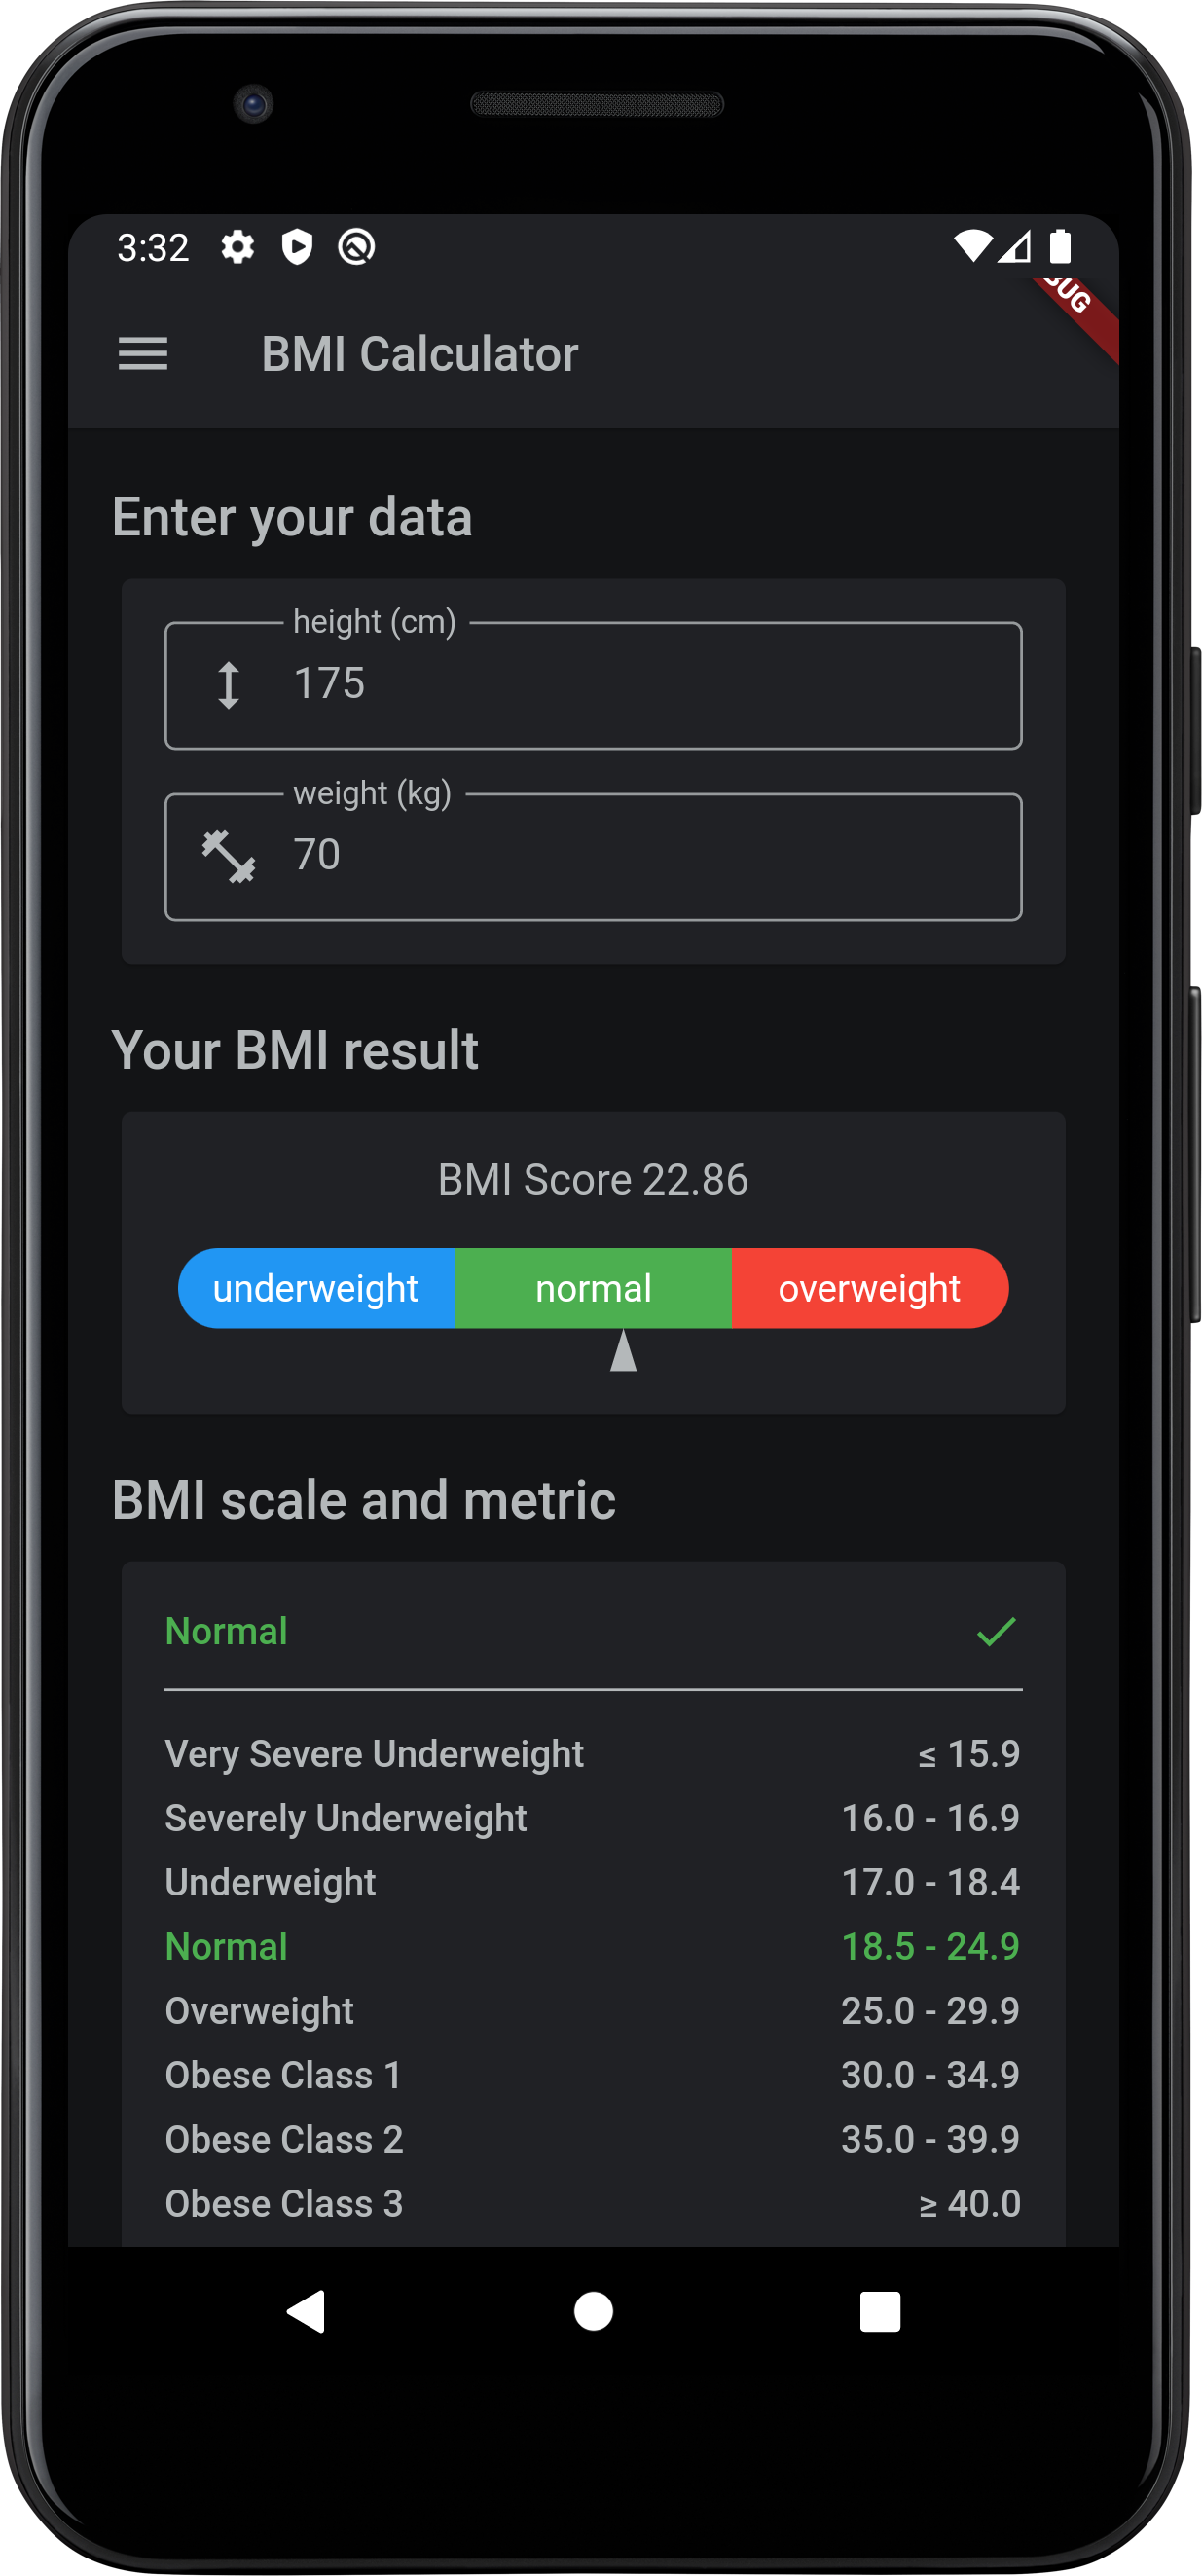 3:32
BUG
BMI Calculator
Enter your data
height (cm)
175
weight (kg)
70
Your BMI result
BMI Score 22.86
underweight normal overweight
BMI scale and metric
Normal
Very Severe Underweight ≤ 15.9
Severely Underweight 16.0 - 16.9
Underweight 17.0 - 18.4
Normal 18.5 - 24.9
Overweight 25.0 - 29.9
Obese Class 1 30.0 - 34.9
Obese Class 2 35.0 - 39.9
Obese Class 3 ≥ 40.0